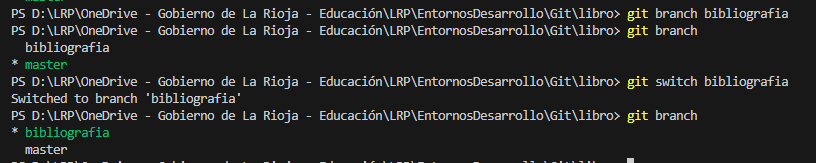 PS D:\LRP\OneDrive - Gobierno de La Rioja - Educación\LRP\EntornosDesarrollo\Git\libro> git branch bibliografia
PS D:\LRP\OneDrive - Gobierno de La Rioja - Educación\LRP\EntornosDesarrollo\Git\libro> git branch
  bibliografia
* master
PS D:\LRP\OneDrive - Gobierno de La Rioja - Educación\LRP\EntornosDesarrollo\Git\libro> git switch bibliografia
Switched to branch 'bibliografia'
PS D:\LRP\OneDrive - Gobierno de La Rioja - Educación\LRP\EntornosDesarrollo\Git\libro> git branch
* bibliografia
  master